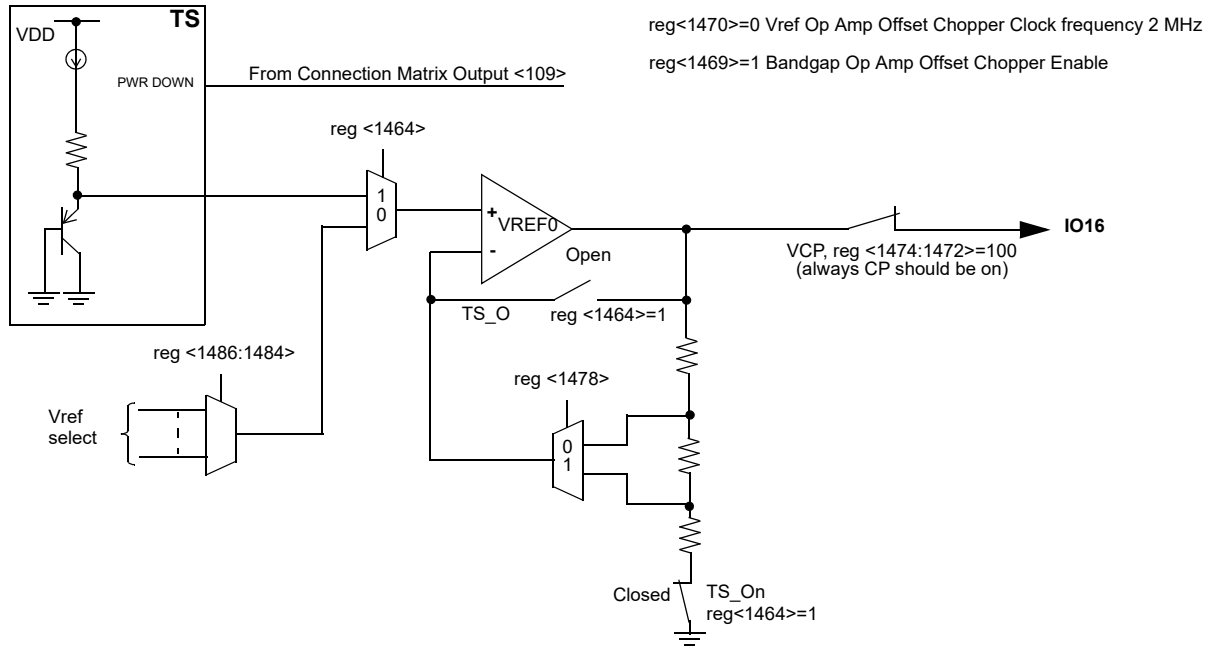 TS
VDD
PWR DOWN
From Connection Matrix Output <109>
reg<1470>=0 Vref Op Amp Offset Chopper Clock frequency 2 MHz
reg<1469>=1 Bandgap Op Amp Offset Chopper Enable
reg <1464>
1
0
+
VREF0
-
Open
IO16
VCP, reg <1474:1472>=100
(always CP should be on)
TS_O
reg <1464>=1
reg <1486:1484>
Vref
select
reg <1478>
0
1
Closed
TS_On
reg<1464>=1